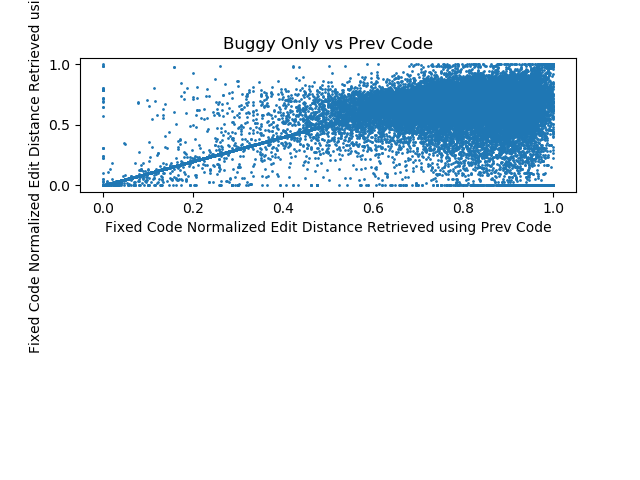 Buggy Only vs Prev Code
Fixed Code Normalized Edit Distance Retrieved
1.0
0.5
0.0
0.0 0.2 0.4 0.6 0.8 1.0
Fixed Code Normalized Edit Distance Retrieved using Prev Code